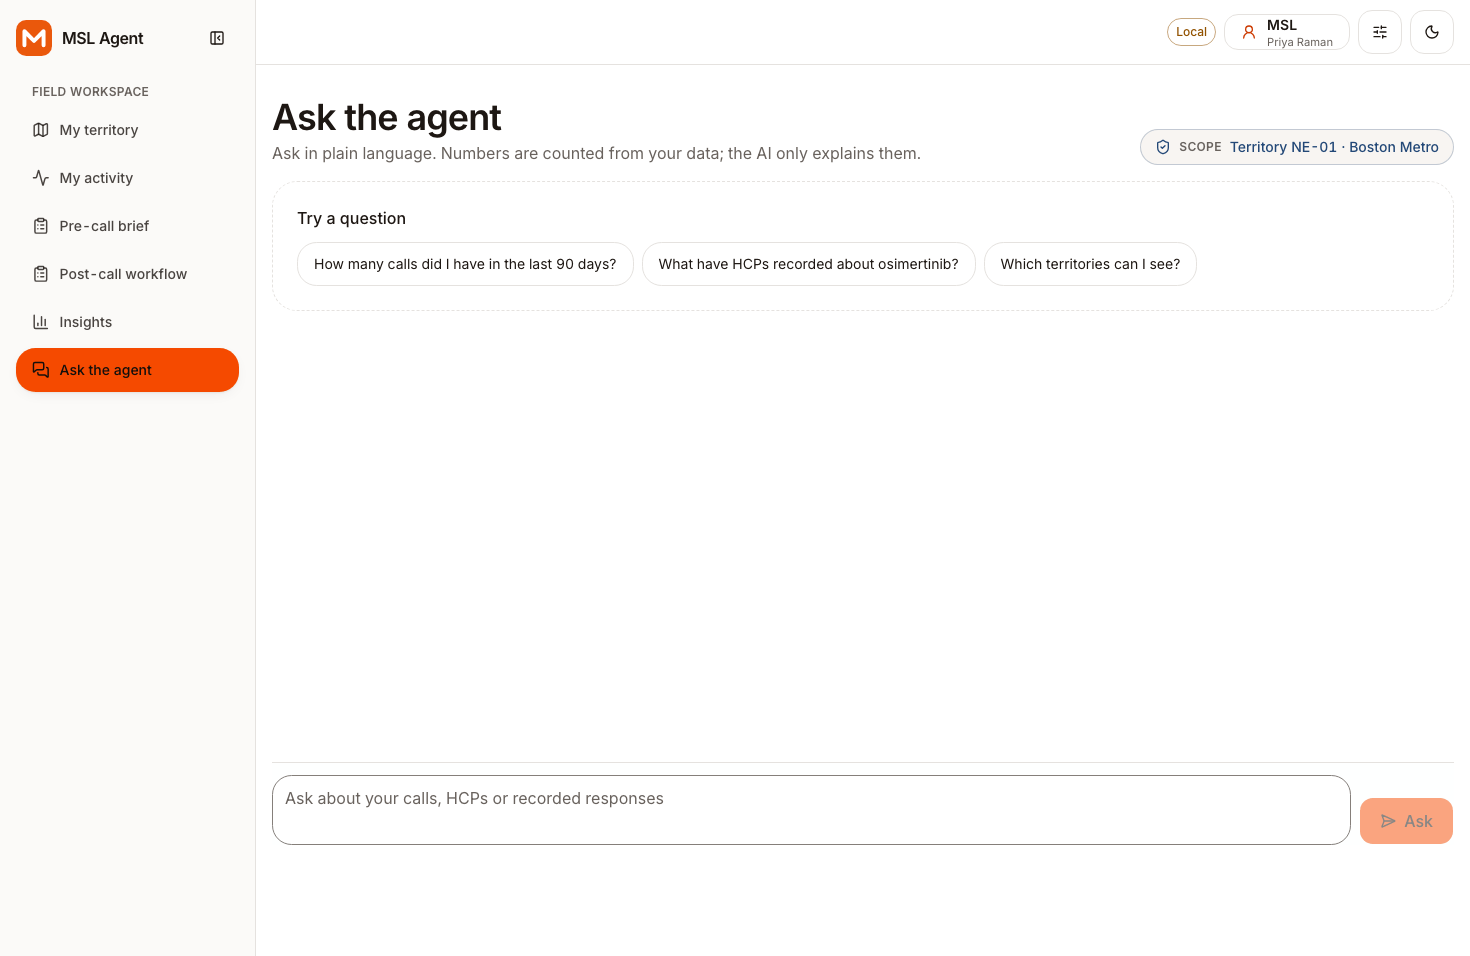 MSL Agent
FIELD WORKSPACE
My territory
My activity
Pre-call brief
Post-call workflow
Insights
Ask the agent
Local
MSL
Priya Raman
Ask the agent
Ask in plain language. Numbers are counted from your data; the AI only explains them.
SCOPE Territory NE-01 · Boston Metro
Try a question
How many calls did I have in the last 90 days?
What have HCPs recorded about osimertinib?
Which territories can I see?
Ask about your calls, HCPs or recorded responses
Ask